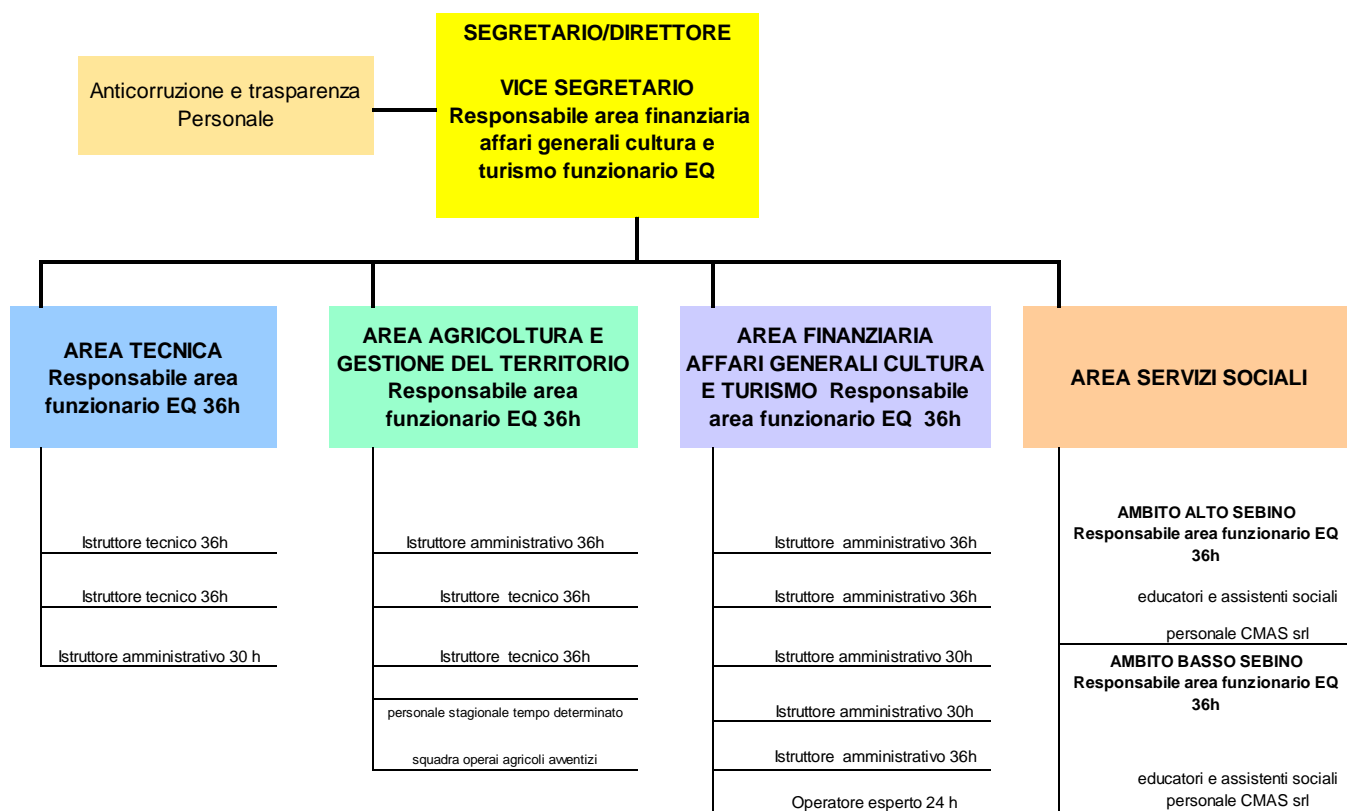 SEGRETARIO/DIRETTORE
VICE SEGRETARIO
Responsabile area finanziaria
affari generali cultura e
turismo funzionario EQ
Anticorruzione e trasparenza
Personale
AREA TECNICA
Responsabile area
funzionario EQ 36h
Istruttore tecnico 36h
Istruttore tecnico 36h
Istruttore amministrativo 30 h
AREA AGRICOLTURA E
GESTIONE DEL TERRITORIO
Responsabile area
funzionario EQ 36h
Istruttore amministrativo 36h
Istruttore tecnico 36h
Istruttore tecnico 36h
personale stagionale tempo determinato
squadra operai agricoli avventizi
AREA FINANZIARIA
AFFARI GENERALI CULTURA
E TURISMO Responsabile
area funzionario EQ 36h
Istruttore amministrativo 36h
Istruttore amministrativo 36h
Istruttore amministrativo 30h
Istruttore amministrativo 30h
Istruttore amministrativo 36h
Operatore esperto 24 h
AREA SERVIZI SOCIALI
AMBITO ALTO SEBINO
Responsabile area funzionario EQ
36h
educatori e assistenti sociali
personale CMAS srl
AMBITO BASSO SEBINO
Responsabile area funzionario EQ
36h
educatori e assistenti sociali
personale CMAS srl